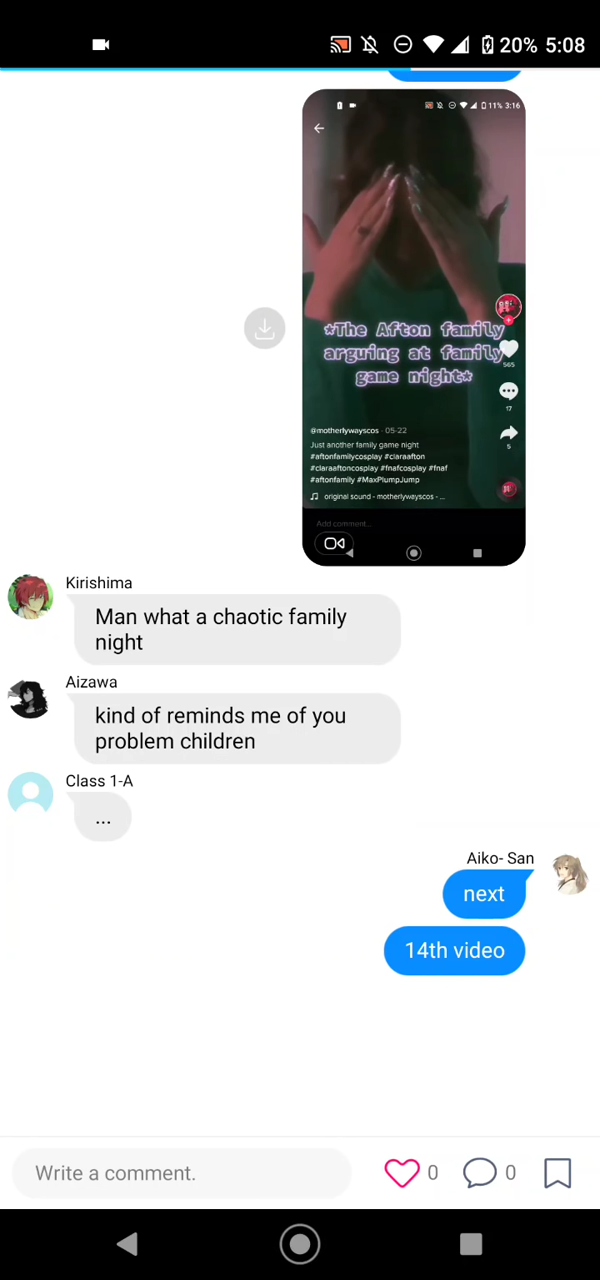 20% 5:08
11% 3:16
*The Afton family
arguing at family
game night*
565
17
5
@motherlywayscos · 05-22
Just another family game night
#aftonfamilycosplay #claraafton
#claraaftoncosplay #fnafcosplay #fnaf
#aftonfamily #MaxPlumpJump
original sound - motherlywayscos - ...
Add comment...
Kirishima
Man what a chaotic family
night
Aizawa
kind of reminds me of you
problem children
Class 1-A
...
Aiko- San
next
14th video
Write a comment.
0
0